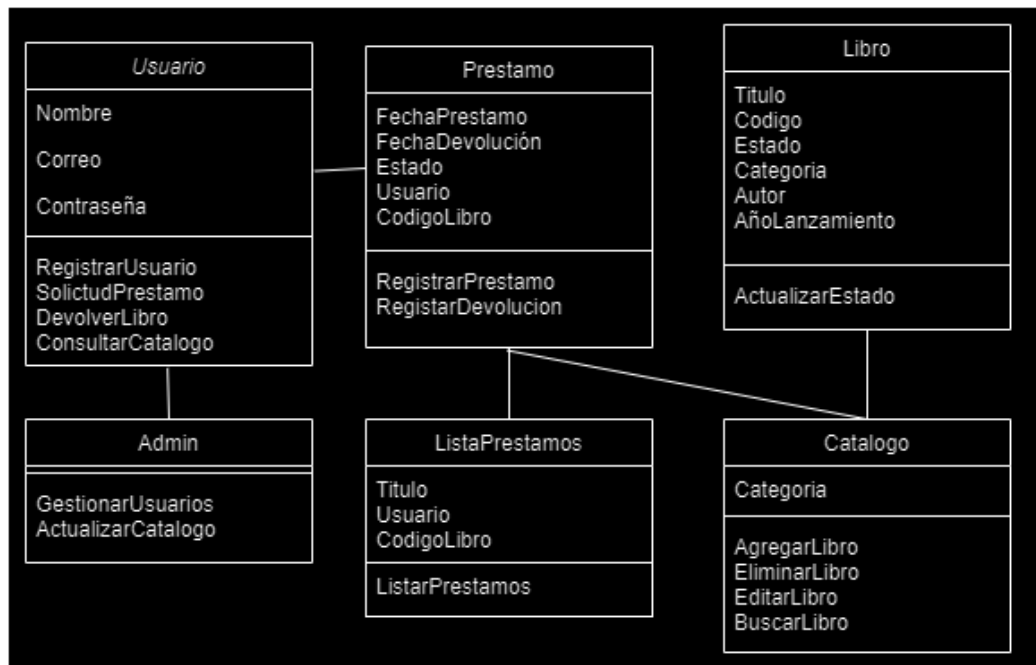 Usuario
Nombre
Correo
Contraseña
RegistrarUsuario
SolictudPrestamo
DevolverLibro
ConsultarCatalogo
Prestamo
FechaPrestamo
FechaDevolución
Estado
Usuario
CodigoLibro
RegistrarPrestamo
RegistarDevolucion
Libro
Titulo
Codigo
Estado
Categoria
Autor
AñoLanzamiento
ActualizarEstado
Admin
GestionarUsuarios
ActualizarCatalogo
ListaPrestamos
Titulo
Usuario
CodigoLibro
ListarPrestamos
Catalogo
Categoria
AgregarLibro
EliminarLibro
EditarLibro
BuscarLibro